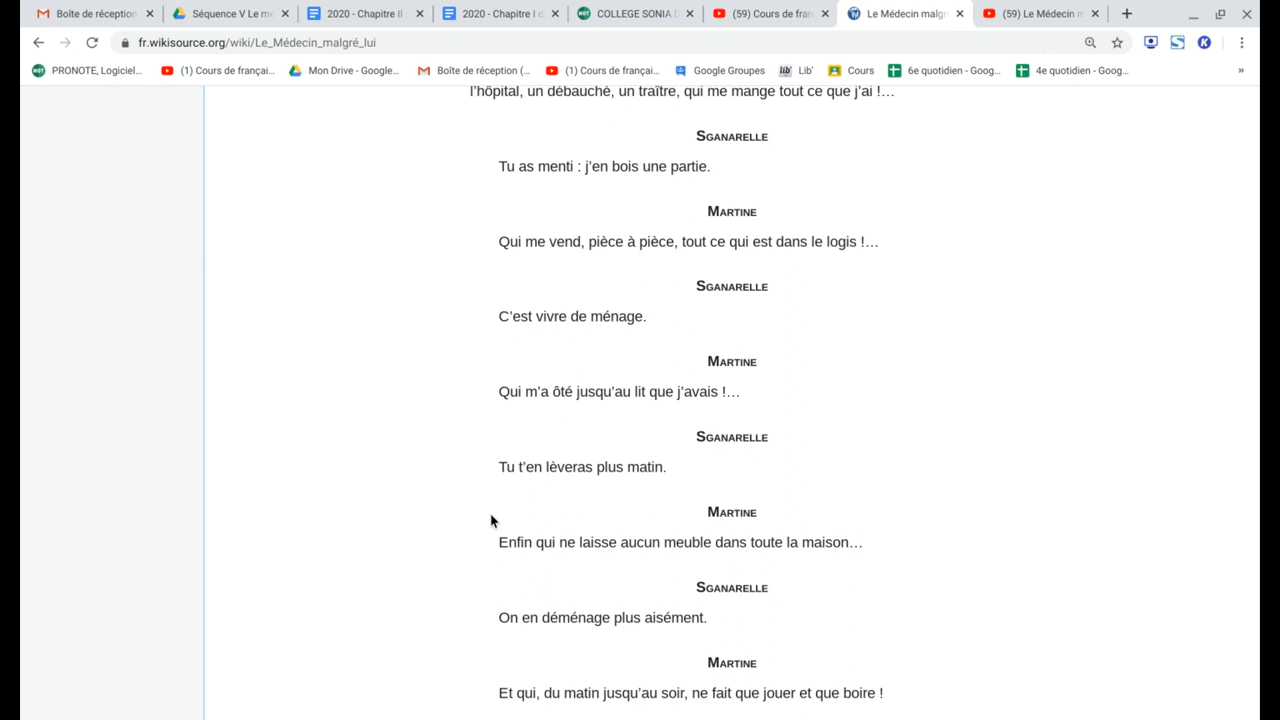 Boîte de réception
Séquence V Le m
2020 - Chapitre II
2020 - Chapitre I d
COLLEGE SONIA D
(59) Cours de fran
Le Médecin malgr
(59) Le Médecin m
fr.wikisource.org/wiki/Le_Médecin_malgré_lui
PRONOTE, Logiciel...
(1) Cours de françai...
Mon Drive - Google...
Boîte de réception (...
(1) Cours de françai...
Google Groupes
Lib'
Cours
6e quotidien - Goog...
4e quotidien - Goog...
»
l'hôpital, un débauché, un traître, qui me mange tout ce que j'ai !…
Sganarelle
Tu as menti : j'en bois une partie.
Martine
Qui me vend, pièce à pièce, tout ce qui est dans le logis !…
Sganarelle
C'est vivre de ménage.
Martine
Qui m'a ôté jusqu'au lit que j'avais !…
Sganarelle
Tu t'en lèveras plus matin.
Martine
Enfin qui ne laisse aucun meuble dans toute la maison…
Sganarelle
On en déménage plus aisément.
Martine
Et qui, du matin jusqu'au soir, ne fait que jouer et que boire !